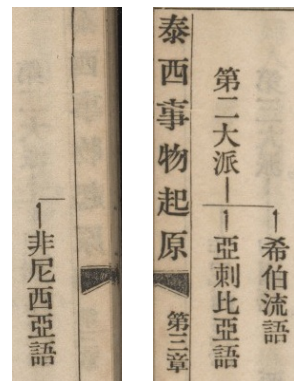 希伯流語
第二大派
亞剌比亞語
泰西事物起原
第三章
非尼西亞語